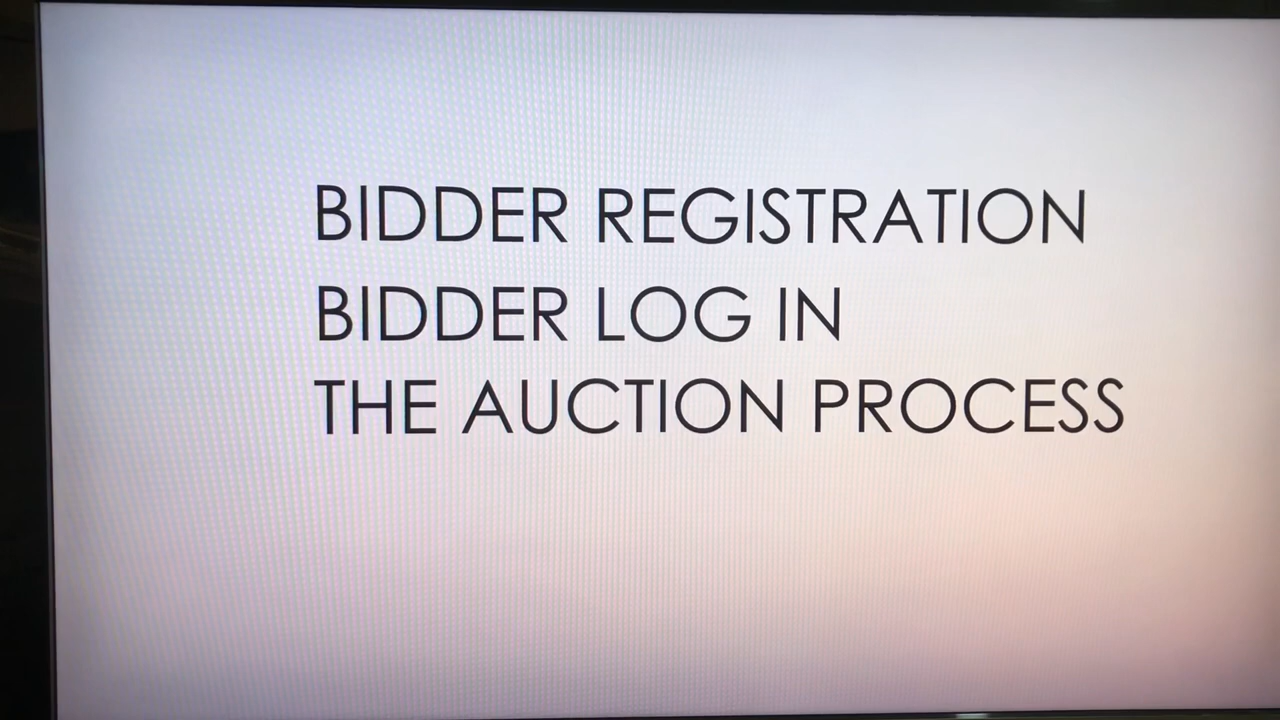 BIDDER REGISTRATION
BIDDER LOG IN
THE AUCTION PROCESS